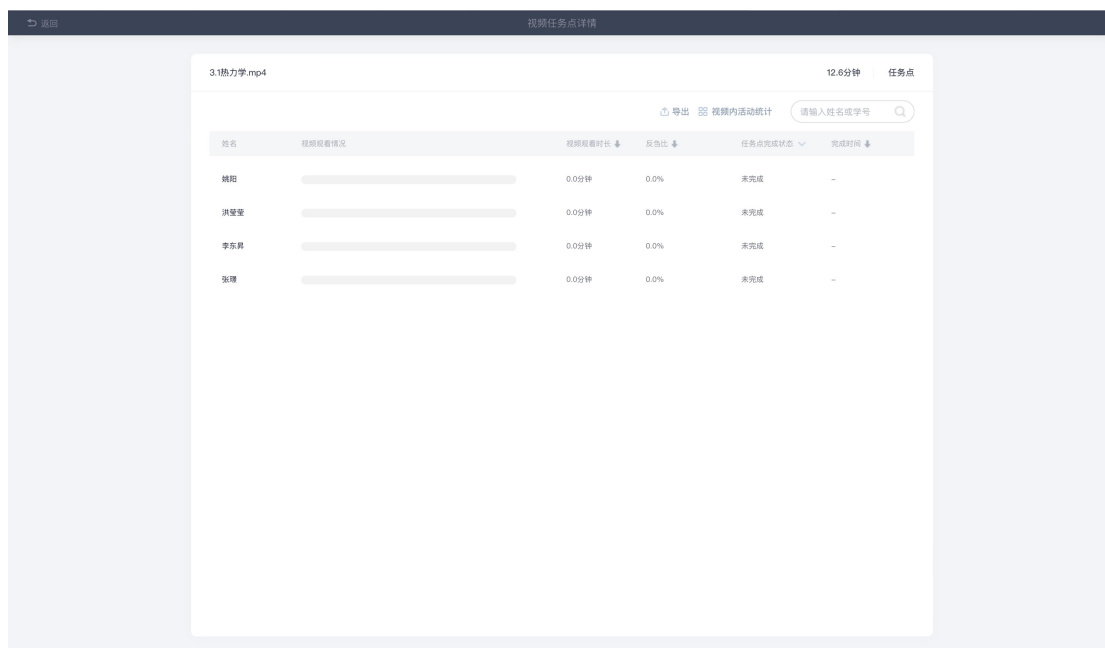 返回 视频任务点详情
3.1热力学.mp4 12.6分钟 任务点
导出 视频内活动统计 请输入姓名或学号
姓名 视频观看情况 视频观看时长 反刍比 任务点完成状态 完成时间
姚阳 0.0分钟 0.0% 未完成 --
洪莹莹 0.0分钟 0.0% 未完成 --
李东昇 0.0分钟 0.0% 未完成 --
张璟 0.0分钟 0.0% 未完成 --